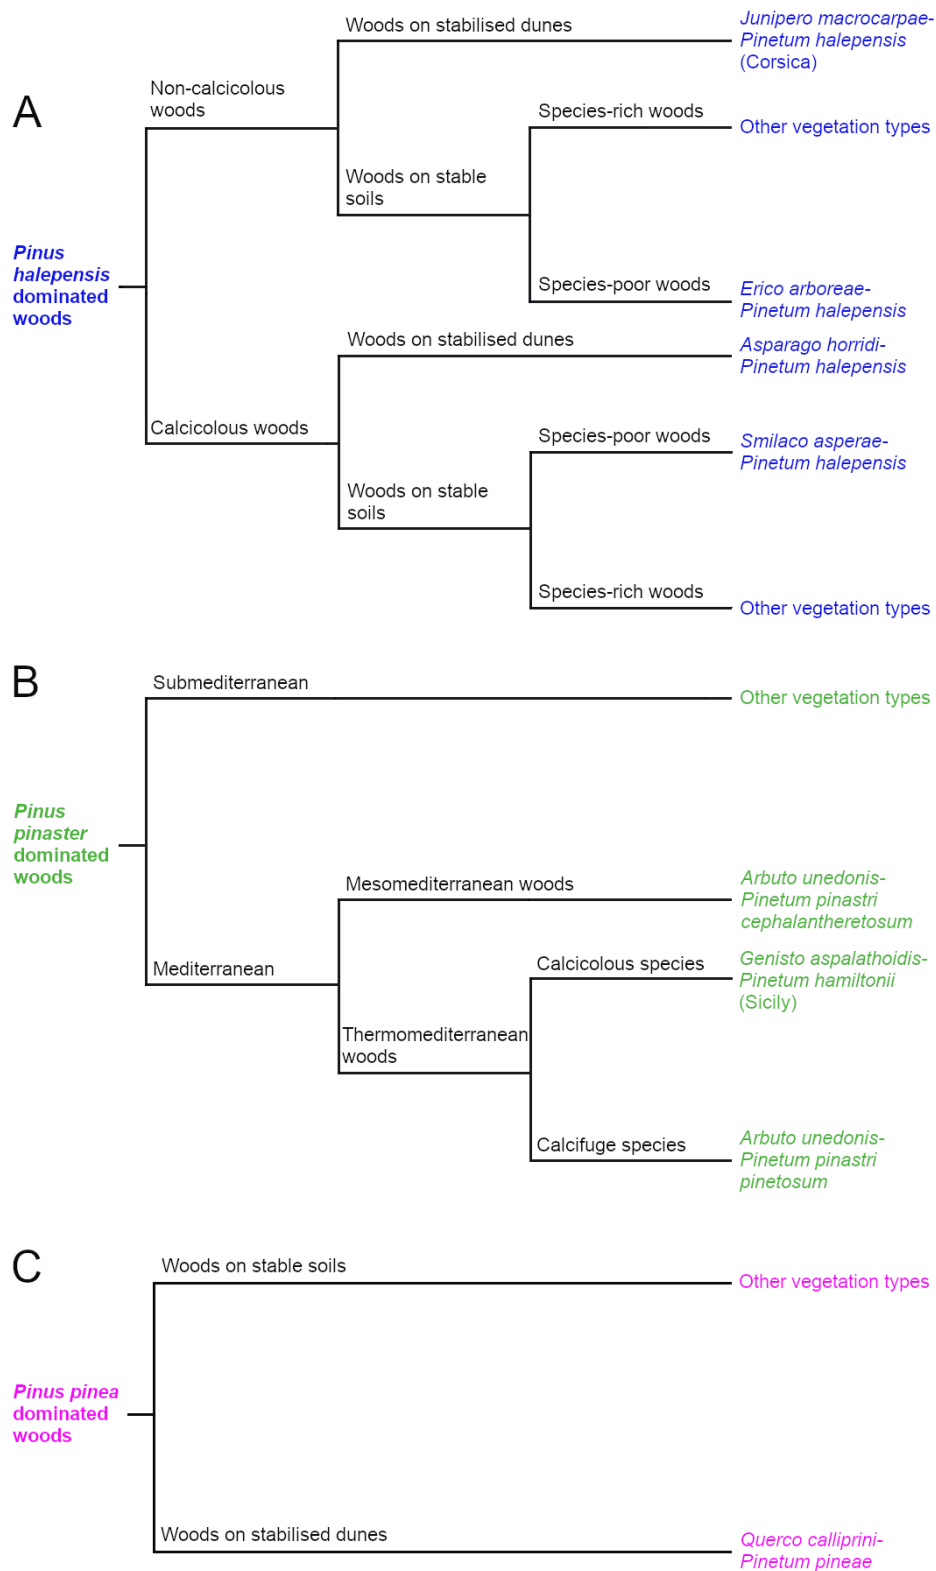 Woods on stabilised dunes
Junipero macrocarpae-
Pinetum halepensis
(Corsica)
Non-calcicolous
woods
A
Species-rich woods
Other vegetation types
Woods on stable
soils
Pinus
halepensis
dominated
woods
Species-poor woods
Erico arboreae-
Pinetum halepensis
Woods on stabilised dunes
Asparago horridi-
Pinetum halepensis
Calcicolous woods
Species-poor woods
Smilaco asperae-
Pinetum halepensis
Woods on stable
soils
Species-rich woods
Other vegetation types
B
Submediterranean
Other vegetation types
Pinus
pinaster
dominated
woods
Mesomediterranean woods
Arbuto unedonis-
Pinetum pinastri
cephalantheretosum
Mediterranean
Calcicolous species
Genisto aspalathoidis-
Pinetum hamiltonii
(Sicily)
Thermomediterranean
woods
Calcifuge species
Arbuto unedonis-
Pinetum pinastri
pinetosum
C
Woods on stable soils
Other vegetation types
Pinus pinea
dominated
woods
Woods on stabilised dunes
Querco calliprini-
Pinetum pineae